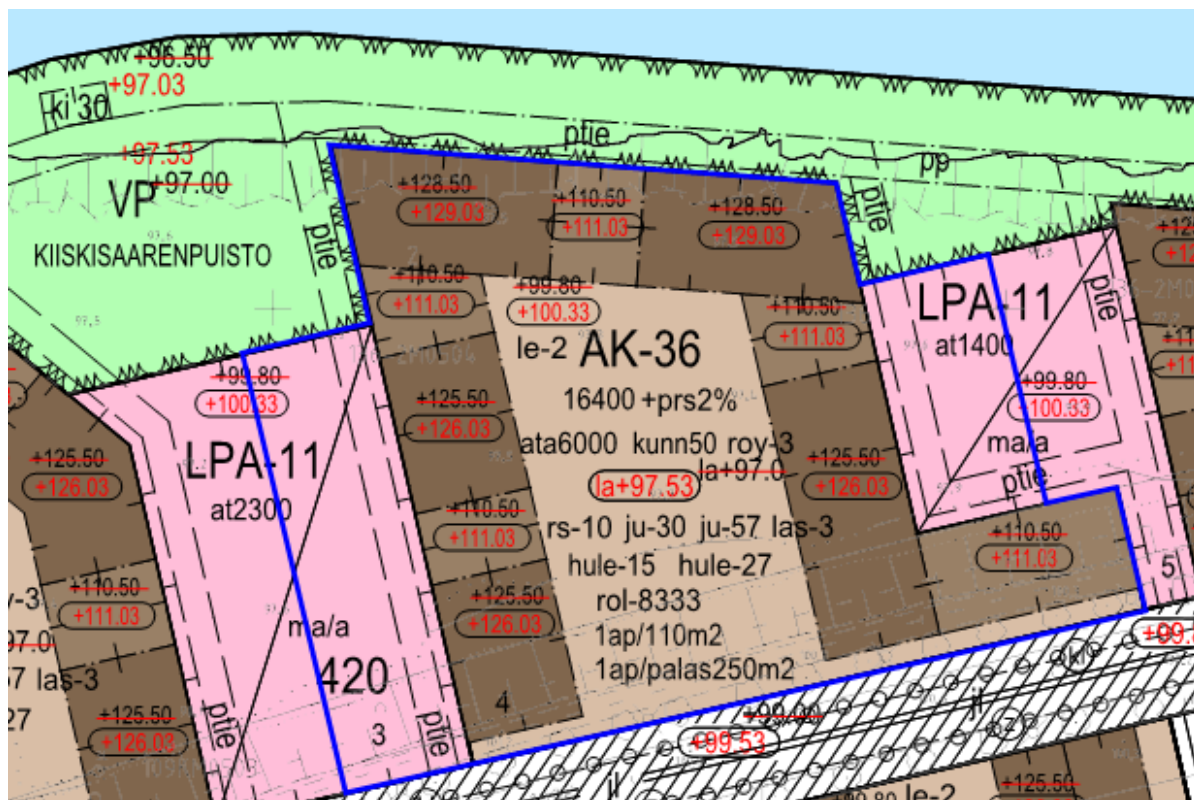 +96.50
+97.03
ki 30
+97.53
+97.00
VP
KIISKISAARENPUISTO
ptie
ptie
pp
ptie
ptie
+128.50
+129.03
+110.50
+111.03
+128.50
+129.03
+110.50
+111.03
+99.80
+100.33
+110.50
+111.03
le-2
AK-36
16400 +prs2%
ata6000 kunn50 roy-3
la+97.53
la+97.0
rs-10 ju-30 ju-57 las-3
hule-15 hule-27
rol-8333
1ap/110m2
1ap/palas250m2
LPA-11
at1400
+99.80
+100.33
ma/a
ptie
+110.50
+111.03
5
+125.50
+126.03
+125.50
+126.03
+110.50
+111.03
+125.50
+126.03
4
+99.80
+100.33
LPA-11
at2300
ma/a
420
3
ptie
ptie
+125.50
+126.03
+110.50
+111.03
las-3
+125.50
+126.03
+99.00
+99.53
jl
jl
+125.50
le-2